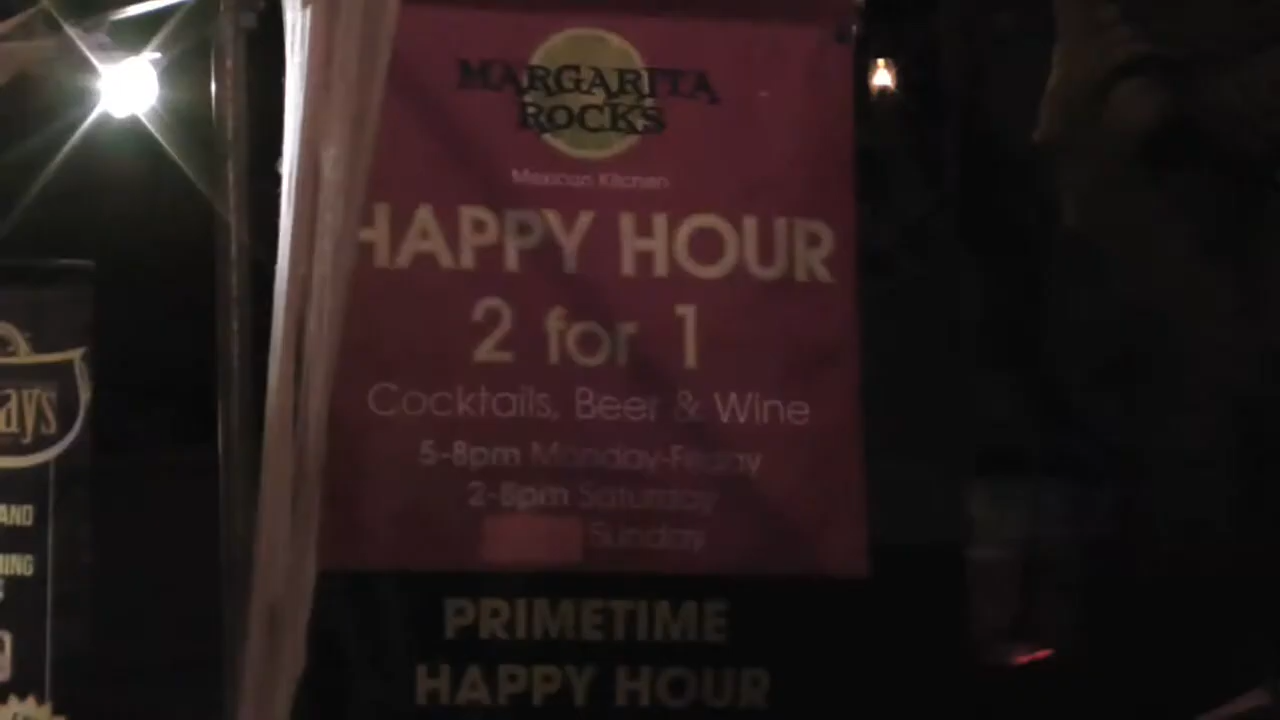 MARGARITA
ROCKS
Mexican Kitchen
HAPPY HOUR
2 for 1
Cocktails, Beer & Wine
5-8pm Monday-Friday
2-8pm Saturday
Sunday
PRIMETIME
HAPPY HOUR
AND